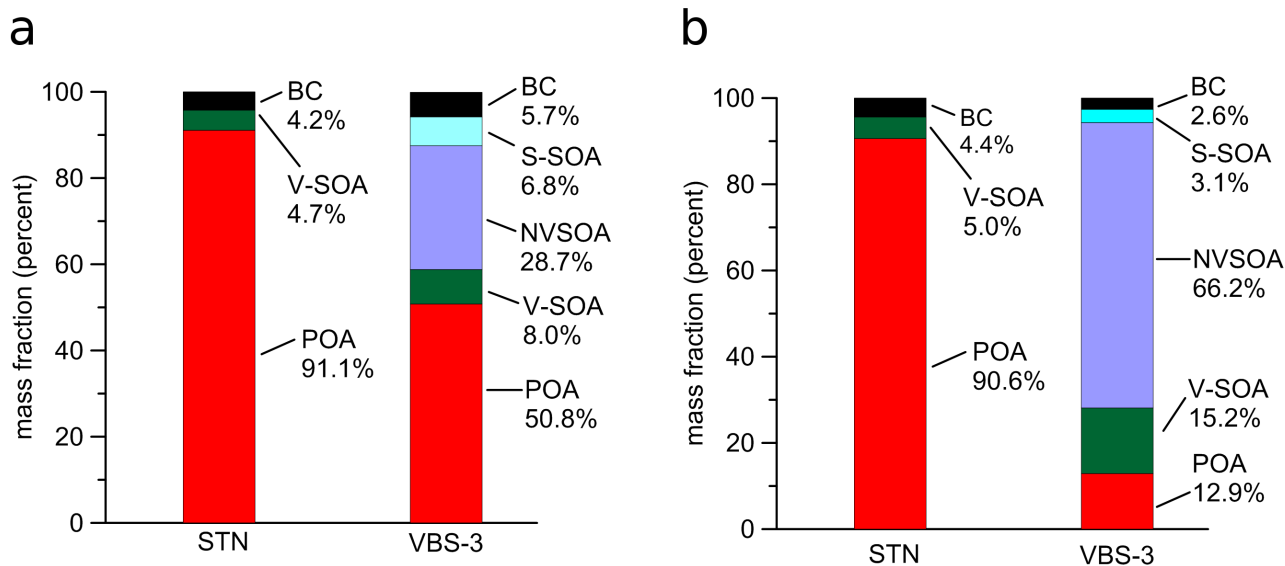 a
mass fraction (percent)
100
80
60
40
20
0
BC
4.2%
V-SOA
4.7%
POA
91.1%
BC
5.7%
S-SOA
6.8%
NVSOA
28.7%
V-SOA
8.0%
POA
50.8%
STN
VBS-3
b
mass fraction (percent)
100
80
60
40
20
0
BC
4.4%
V-SOA
5.0%
POA
90.6%
BC
2.6%
S-SOA
3.1%
NVSOA
66.2%
V-SOA
15.2%
POA
12.9%
STN
VBS-3